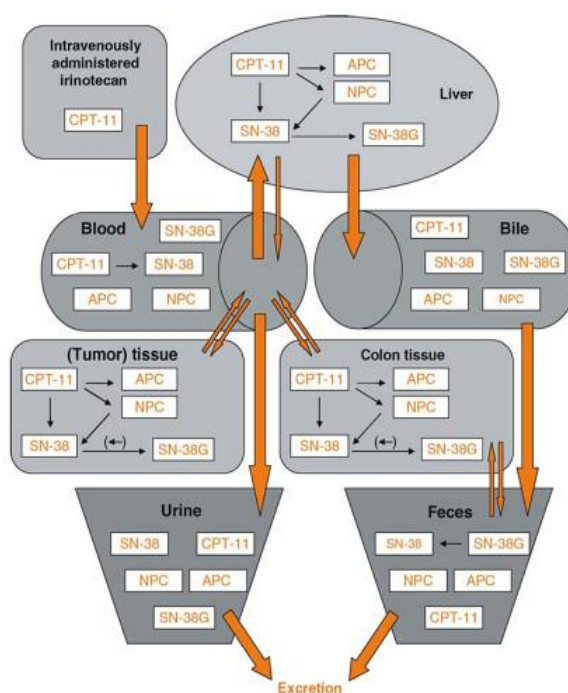 Intravenously
administered
irinotecan
CPT-11
CPT-11
APC
NPC
Liver
SN-38
SN-38G
Blood
SN-38G
CPT-11
SN-38
APC
NPC
CPT-11
Bile
SN-38
SN-38G
APC
NPC
(Tumor) tissue
CPT-11
APC
NPC
SN-38
(←)
SN-38G
Colon tissue
CPT-11
APC
NPC
SN-38
(←)
SN-38G
Urine
SN-38
CPT-11
NPC
APC
SN-38G
Feces
SN-38
SN-38G
NPC
APC
CPT-11
Excretion